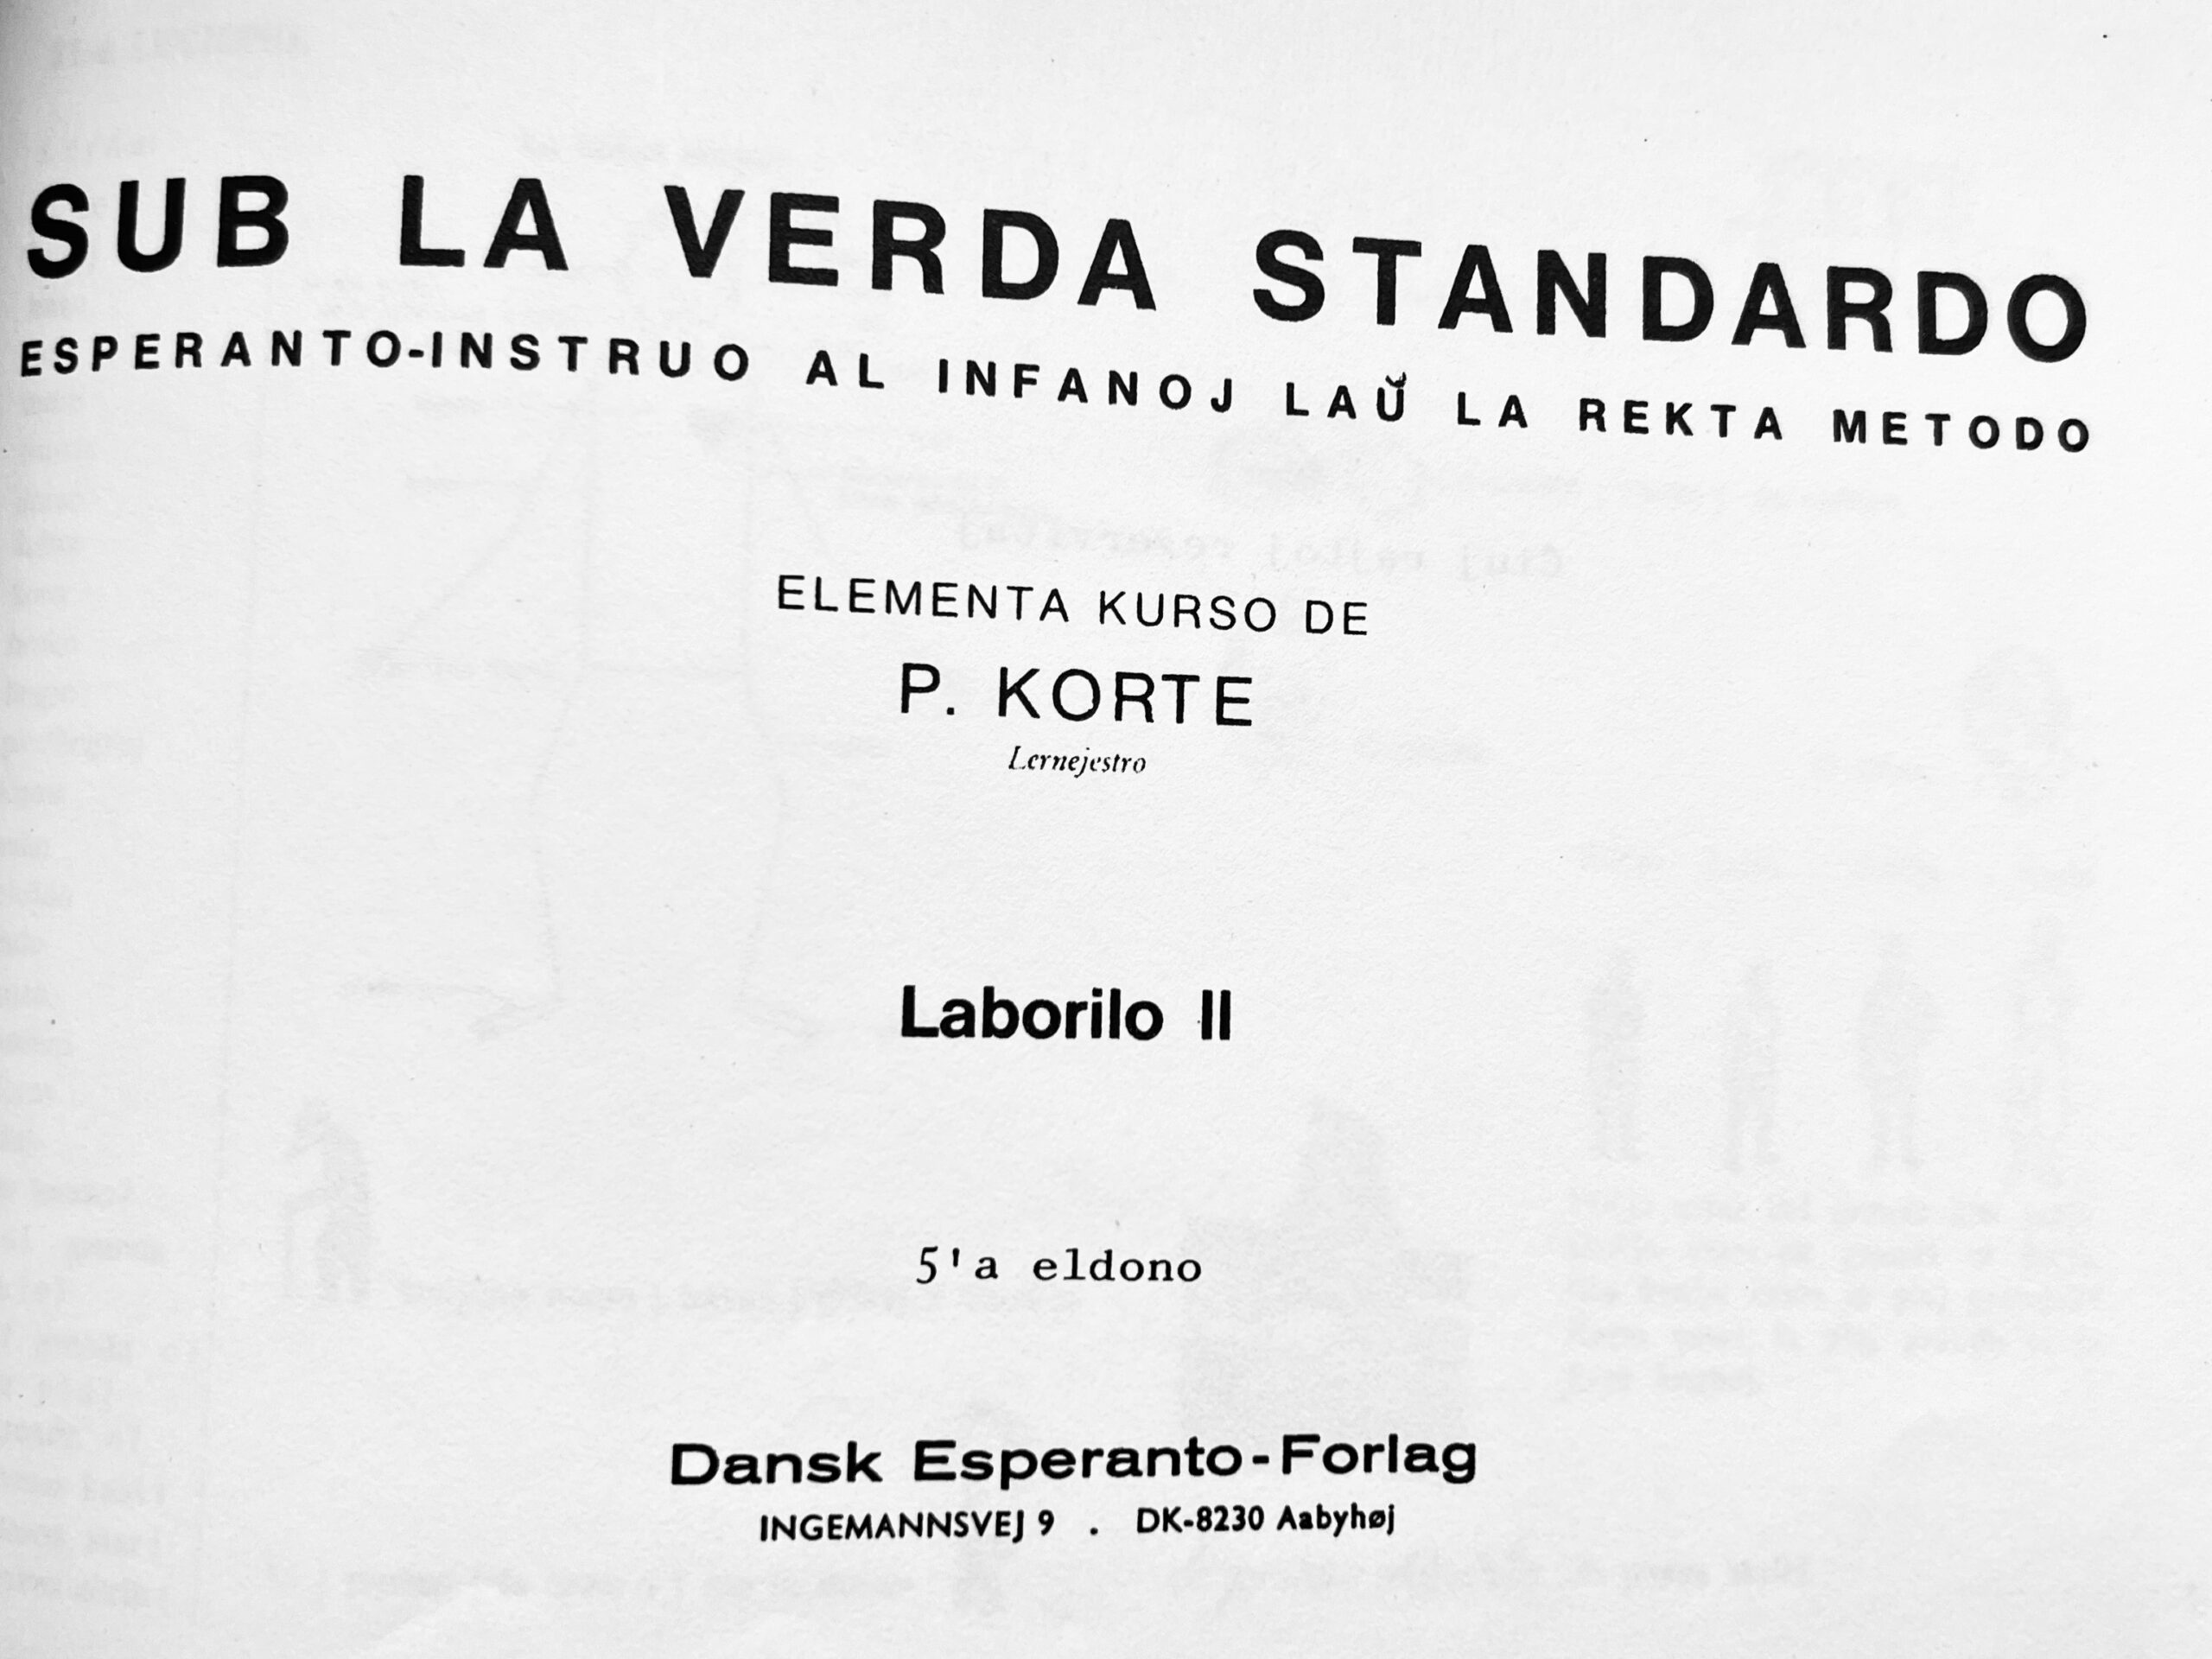 SUB LA VERDA STANDARDO
ESPERANTO-INSTRUO AL INFANOJ LAŬ LA REKTA METODO
ELEMENTA KURSO DE
P. KORTE
Lernejestro
Laborilo II
5'a eldono
Dansk Esperanto-Forlag
INGEMANNSVEJ 9 . DK-8230 Aabyhøj